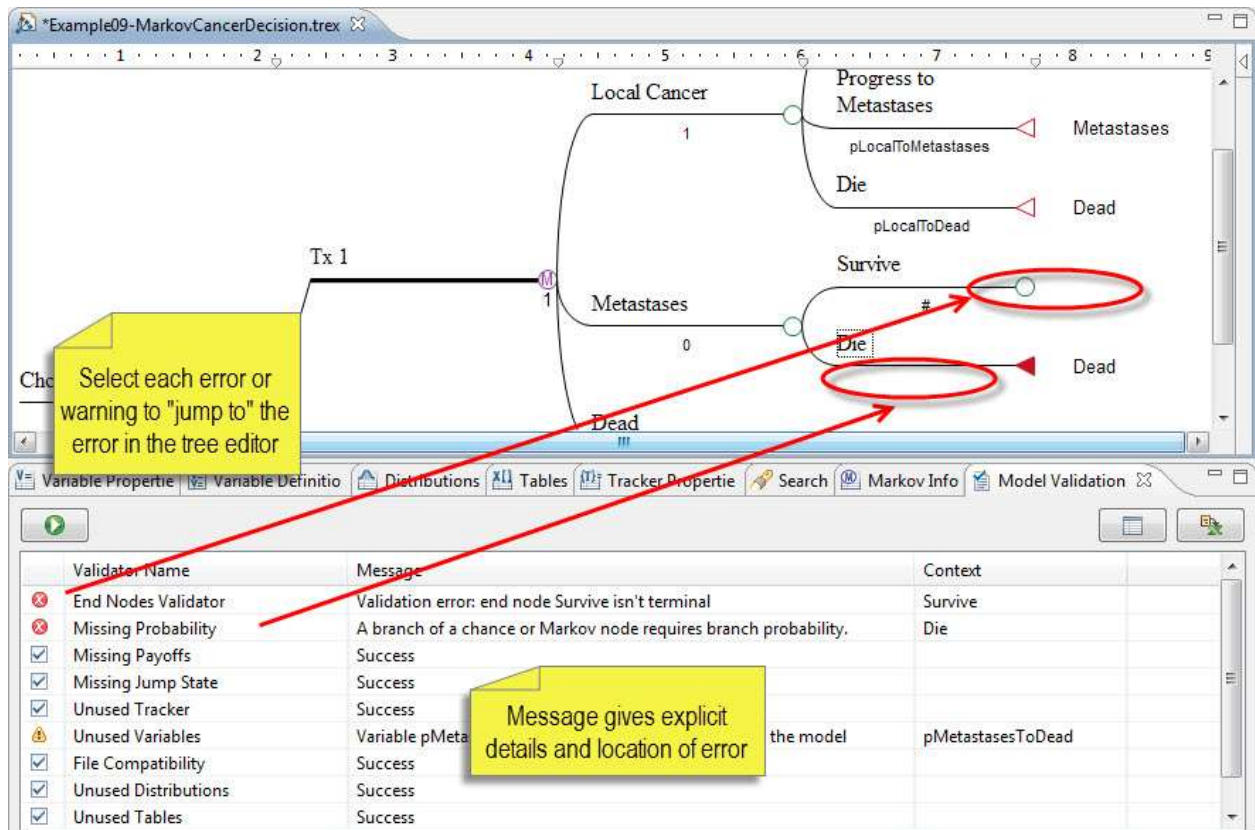 *Example09-MarkovCancerDecision.trex
1 2 3 4 5 6 7 8 9
Local Cancer
1
Progress to
Metastases
pLocalToMetastases
Metastases
Die
pLocalToDead
Dead
Tx 1
M
1
Survive
#
Metastases
0
Die
Dead
Dead
Cho
Select each error or
warning to "jump to" the
error in the tree editor
Variable Propertie Variable Definitio Distributions Tables Tracker Propertie Search Markov Info Model Validation
Validator Name Message Context
End Nodes Validator Validation error: end node Survive isn't terminal Survive
Missing Probability A branch of a chance or Markov node requires branch probability. Die
Missing Payoffs Success
Missing Jump State Success
Unused Tracker Success
Unused Variables Variable pMeta the model pMetastasesToDead
File Compatibility Success
Unused Distributions Success
Unused Tables Success
Message gives explicit
details and location of error